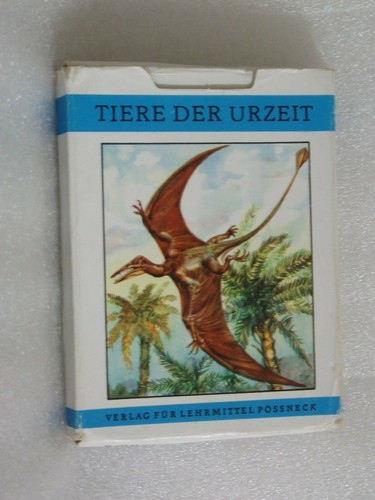 TIERE DER URZEIT
VERLAG FÜR LEHRMITTEL PÖSSNECK